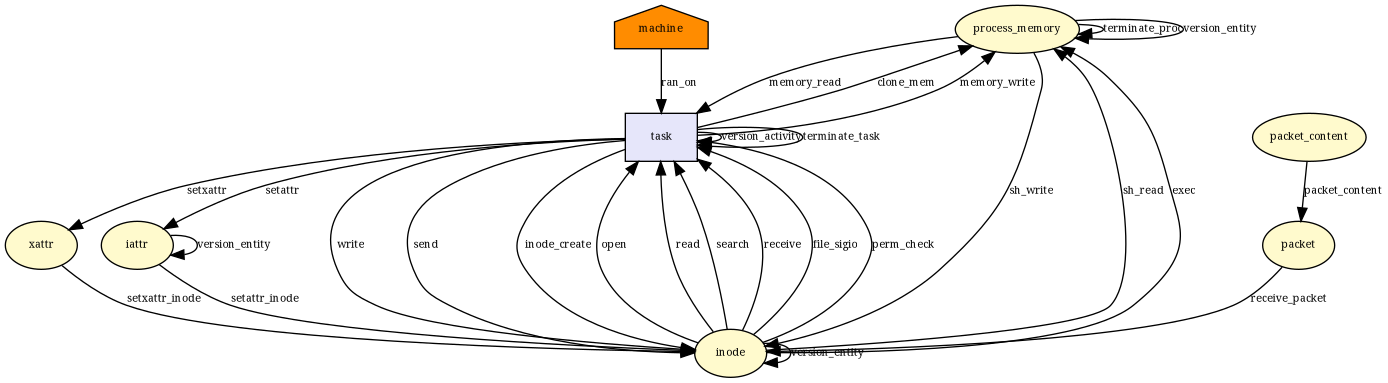 machine
process_memory
terminate_proc
version_entity
ran_on
memory_read
clone_mem
memory_write
task
version_activity
terminate_task
packet_content
setxattr
setattr
sh_write
sh_read
exec
packet_content
xattr
iattr
version_entity
write
send
inode_create
open
read
search
receive
file_sigio
perm_check
packet
setxattr_inode
setattr_inode
receive_packet
inode
version_entity